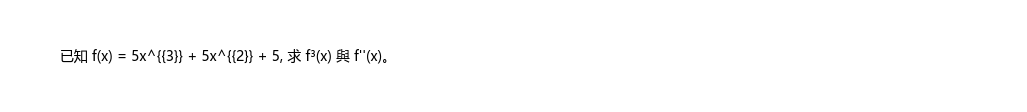 已知 f(x) = 5x^{{3}} + 5x^{{2}} + 5, 求 f³(x) 與 f''(x)。